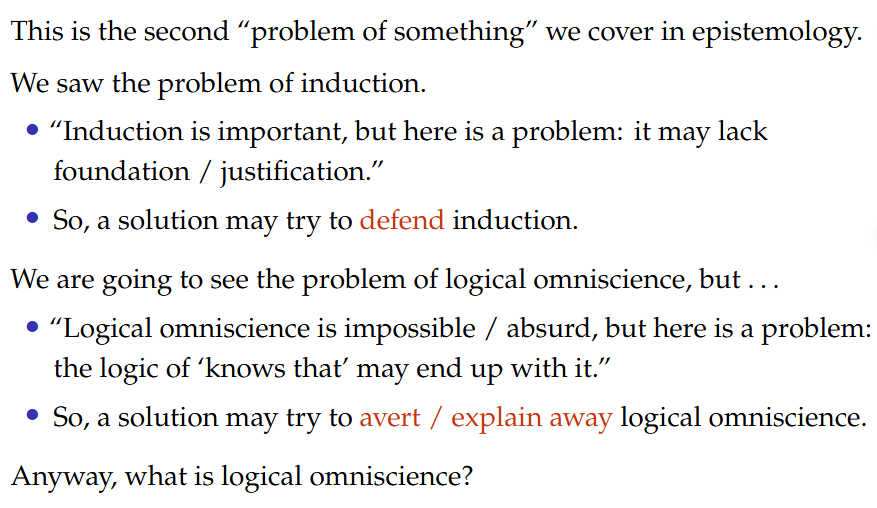 This is the second “problem of something” we cover in epistemology.
We saw the problem of induction.
• “Induction is important, but here is a problem: it may lack
foundation / justification.”
• So, a solution may try to defend induction.
We are going to see the problem of logical omniscience, but . . .
• “Logical omniscience is impossible / absurd, but here is a problem:
the logic of ‘knows that’ may end up with it.”
• So, a solution may try to avert / explain away logical omniscience.
Anyway, what is logical omniscience?